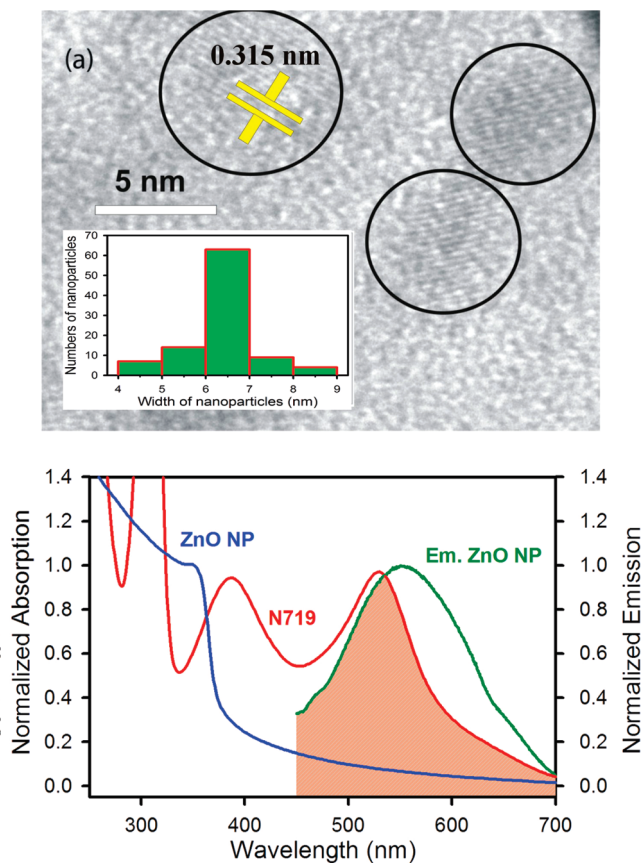 (a)
0.315 nm
5 nm
Numbers of nanoparticles
70
60
50
40
30
20
10
0
4 5 6 7 8 9
Width of nanoparticles (nm)
Normalized Absorption
1.4
1.2
1.0
0.8
0.6
0.4
0.2
0.0
ZnO NP
N719
Em. ZnO NP
1.4
1.2
1.0
0.8
0.6
0.4
0.2
0.0
Normalized Emission
300 400 500 600 700
Wavelength (nm)